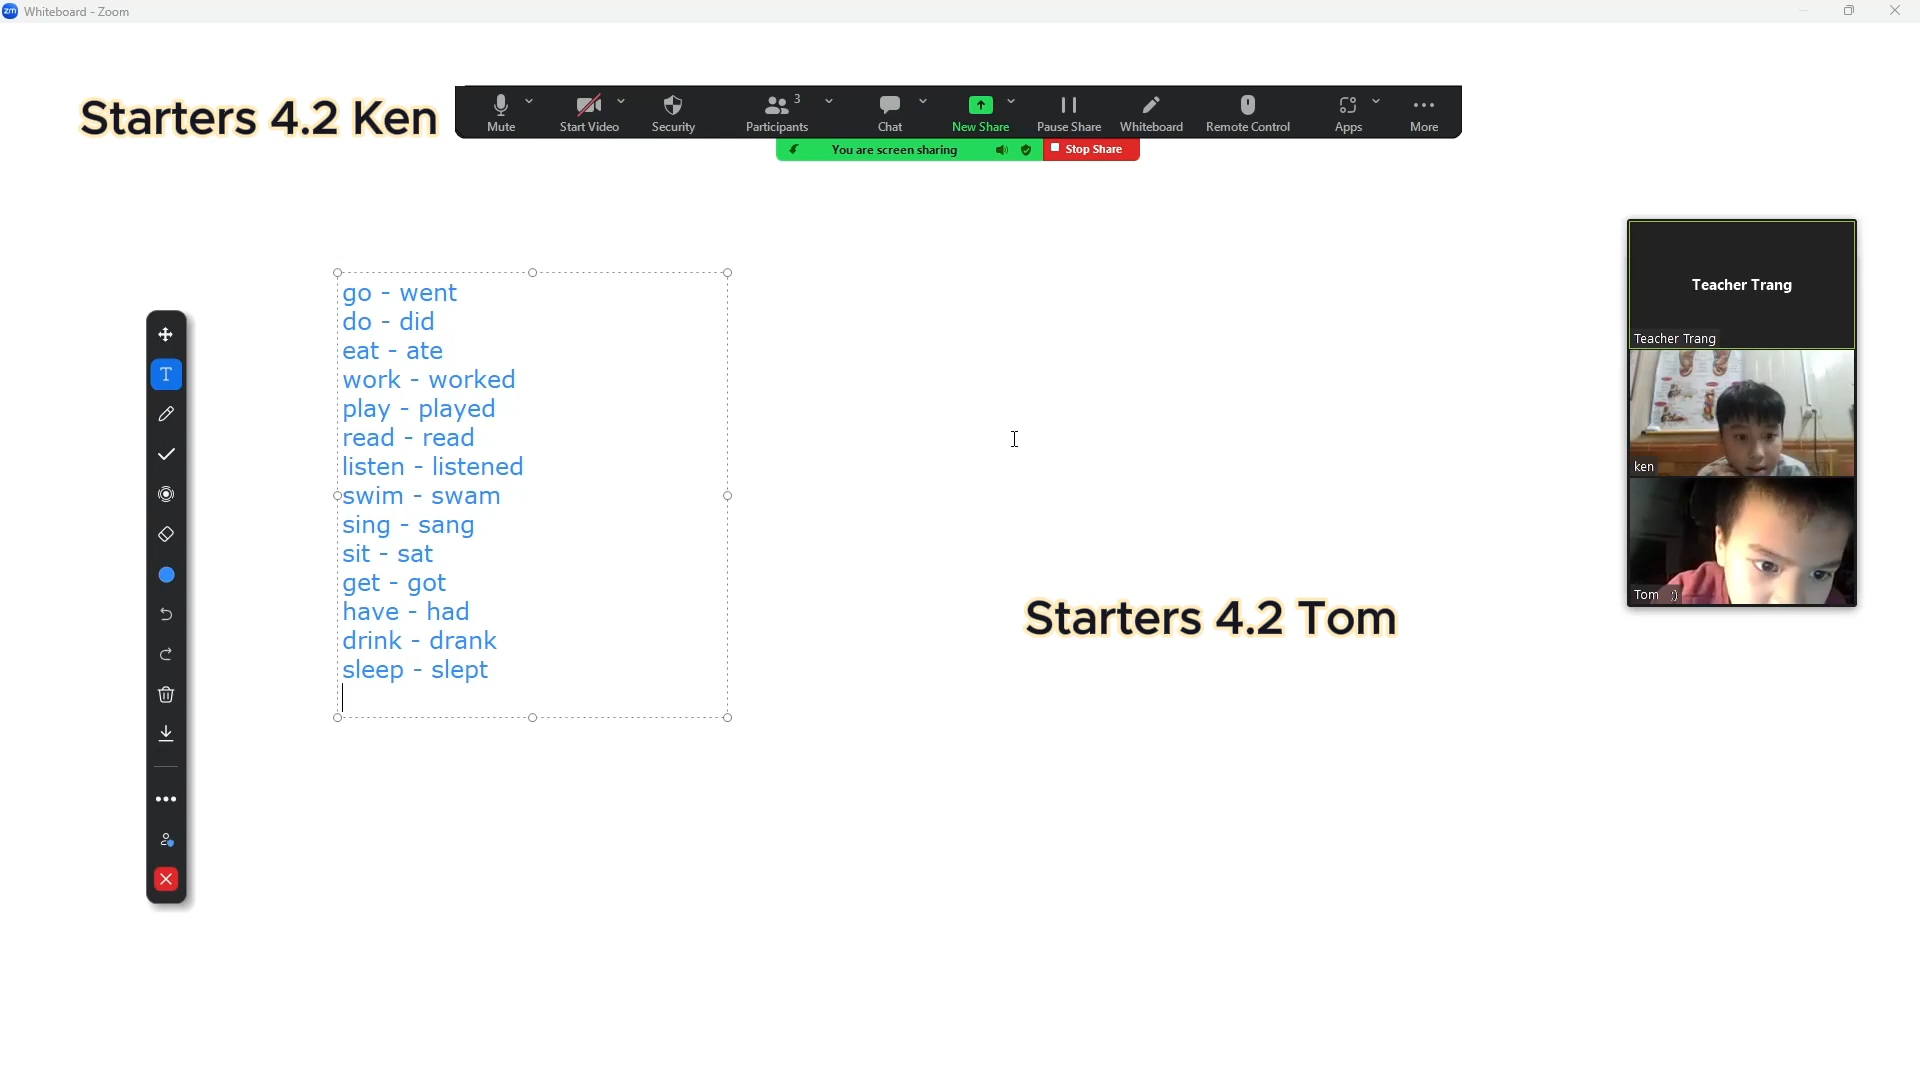 Whiteboard - Zoom
Starters 4.2 Ken
Mute
Start Video
Security
Participants
3
Chat
New Share
Pause Share
Whiteboard
Remote Control
Apps
More
You are screen sharing
Stop Share
Teacher Trang
Teacher Trang
ken
Tom :)
go - went
do - did
eat - ate
work - worked
play - played
read - read
listen - listened
swim - swam
sing - sang
sit - sat
get - got
have - had
drink - drank
sleep - slept
Starters 4.2 Tom